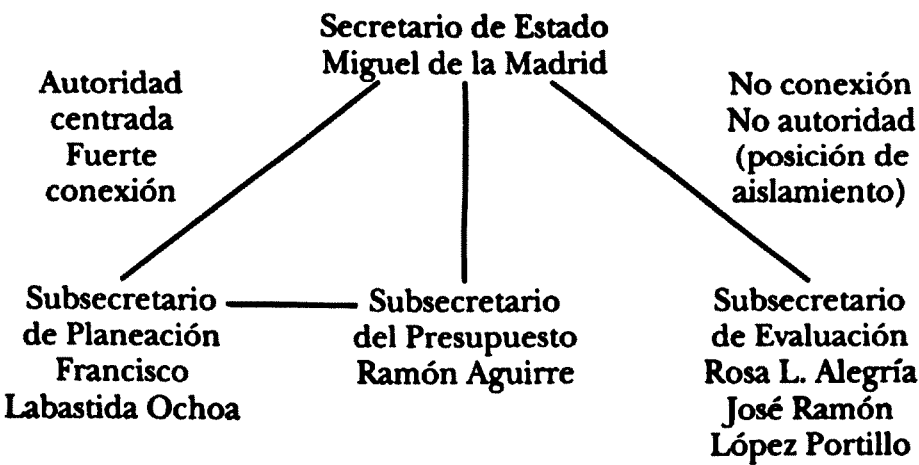 Secretario de Estado
Miguel de la Madrid
Autoridad
centrada
Fuerte
conexión
No conexión
No autoridad
(posición de
aislamiento)
Subsecretario
de Planeación
Francisco
Labastida Ochoa
Subsecretario
del Presupuesto
Ramón Aguirre
Subsecretario
de Evaluación
Rosa L. Alegría
José Ramón
López Portillo